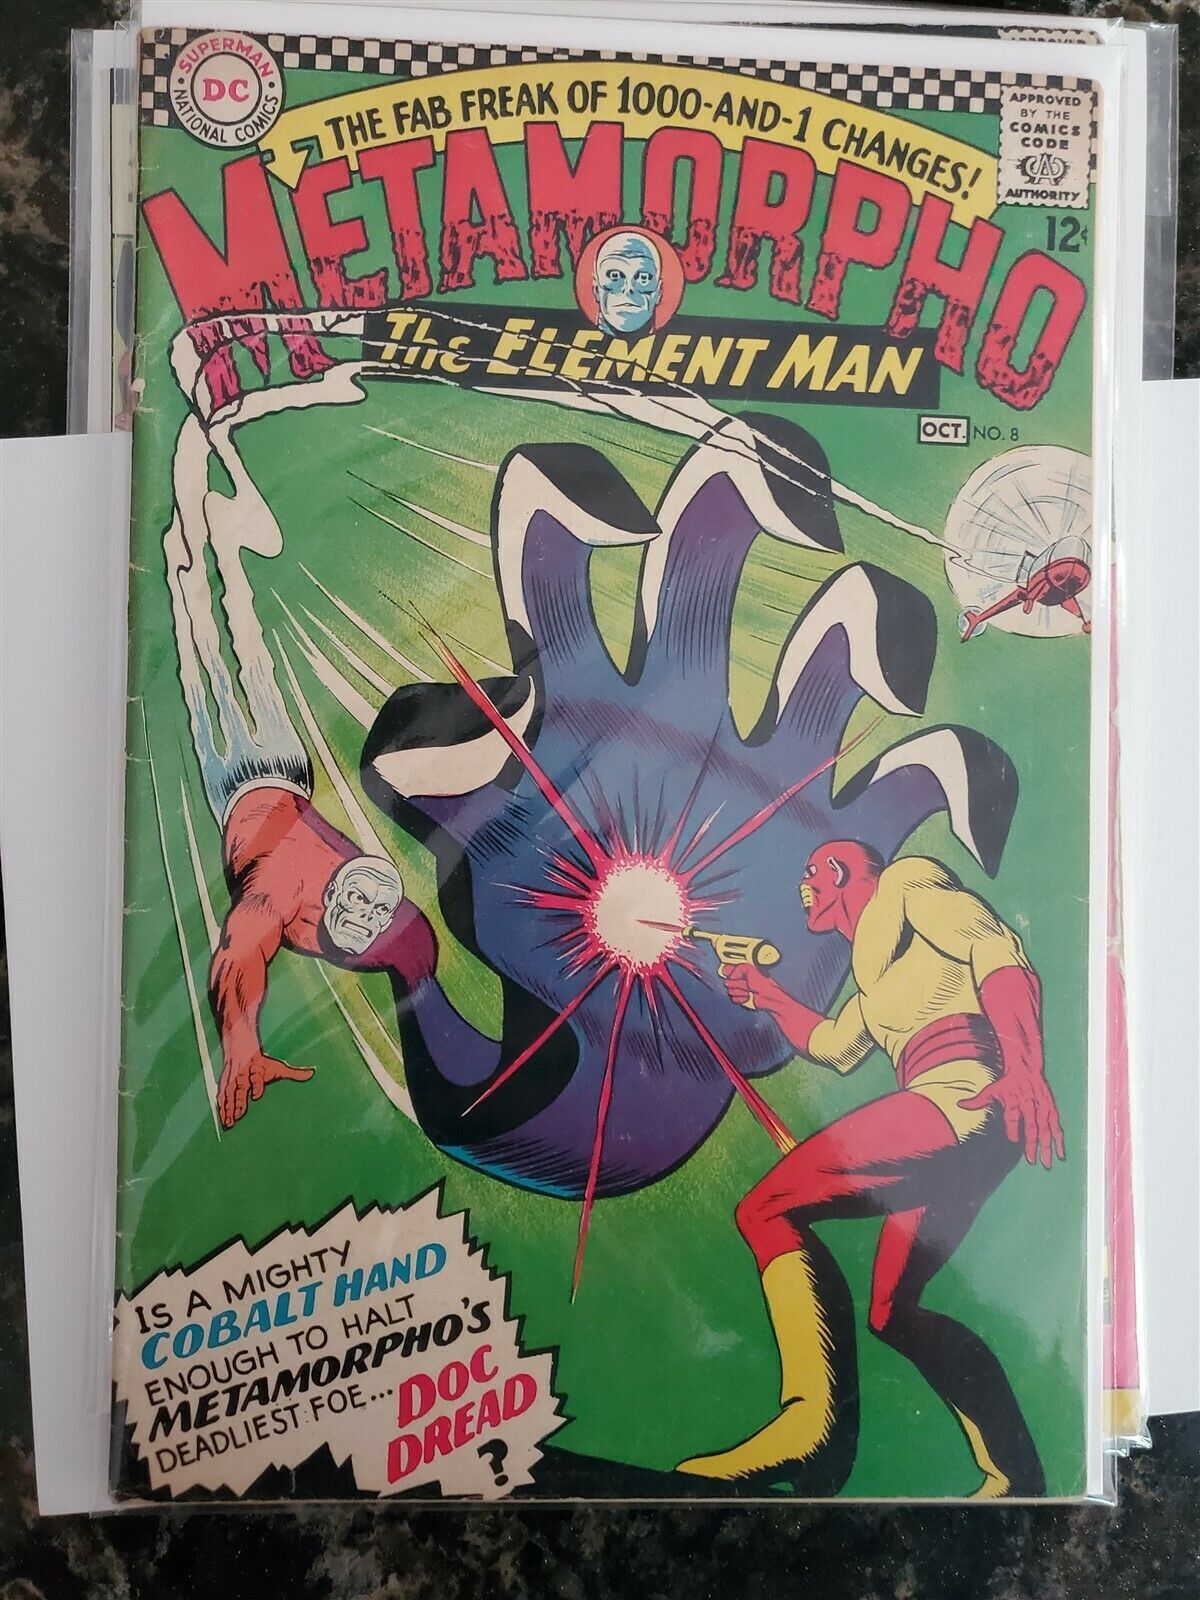 SUPERMAN
DC
NATIONAL COMICS
THE FAB FREAK OF 1000-AND-1 CHANGES!
APPROVED
BY THE
COMICS
CODE
CA
AUTHORITY
METAMORPHO
12¢
The ELEMENT MAN
OCT. NO. 8
IS A MIGHTY
COBALT HAND
ENOUGH TO HALT
METAMORPHO'S
DEADLIEST FOE... DOC
DREAD
?